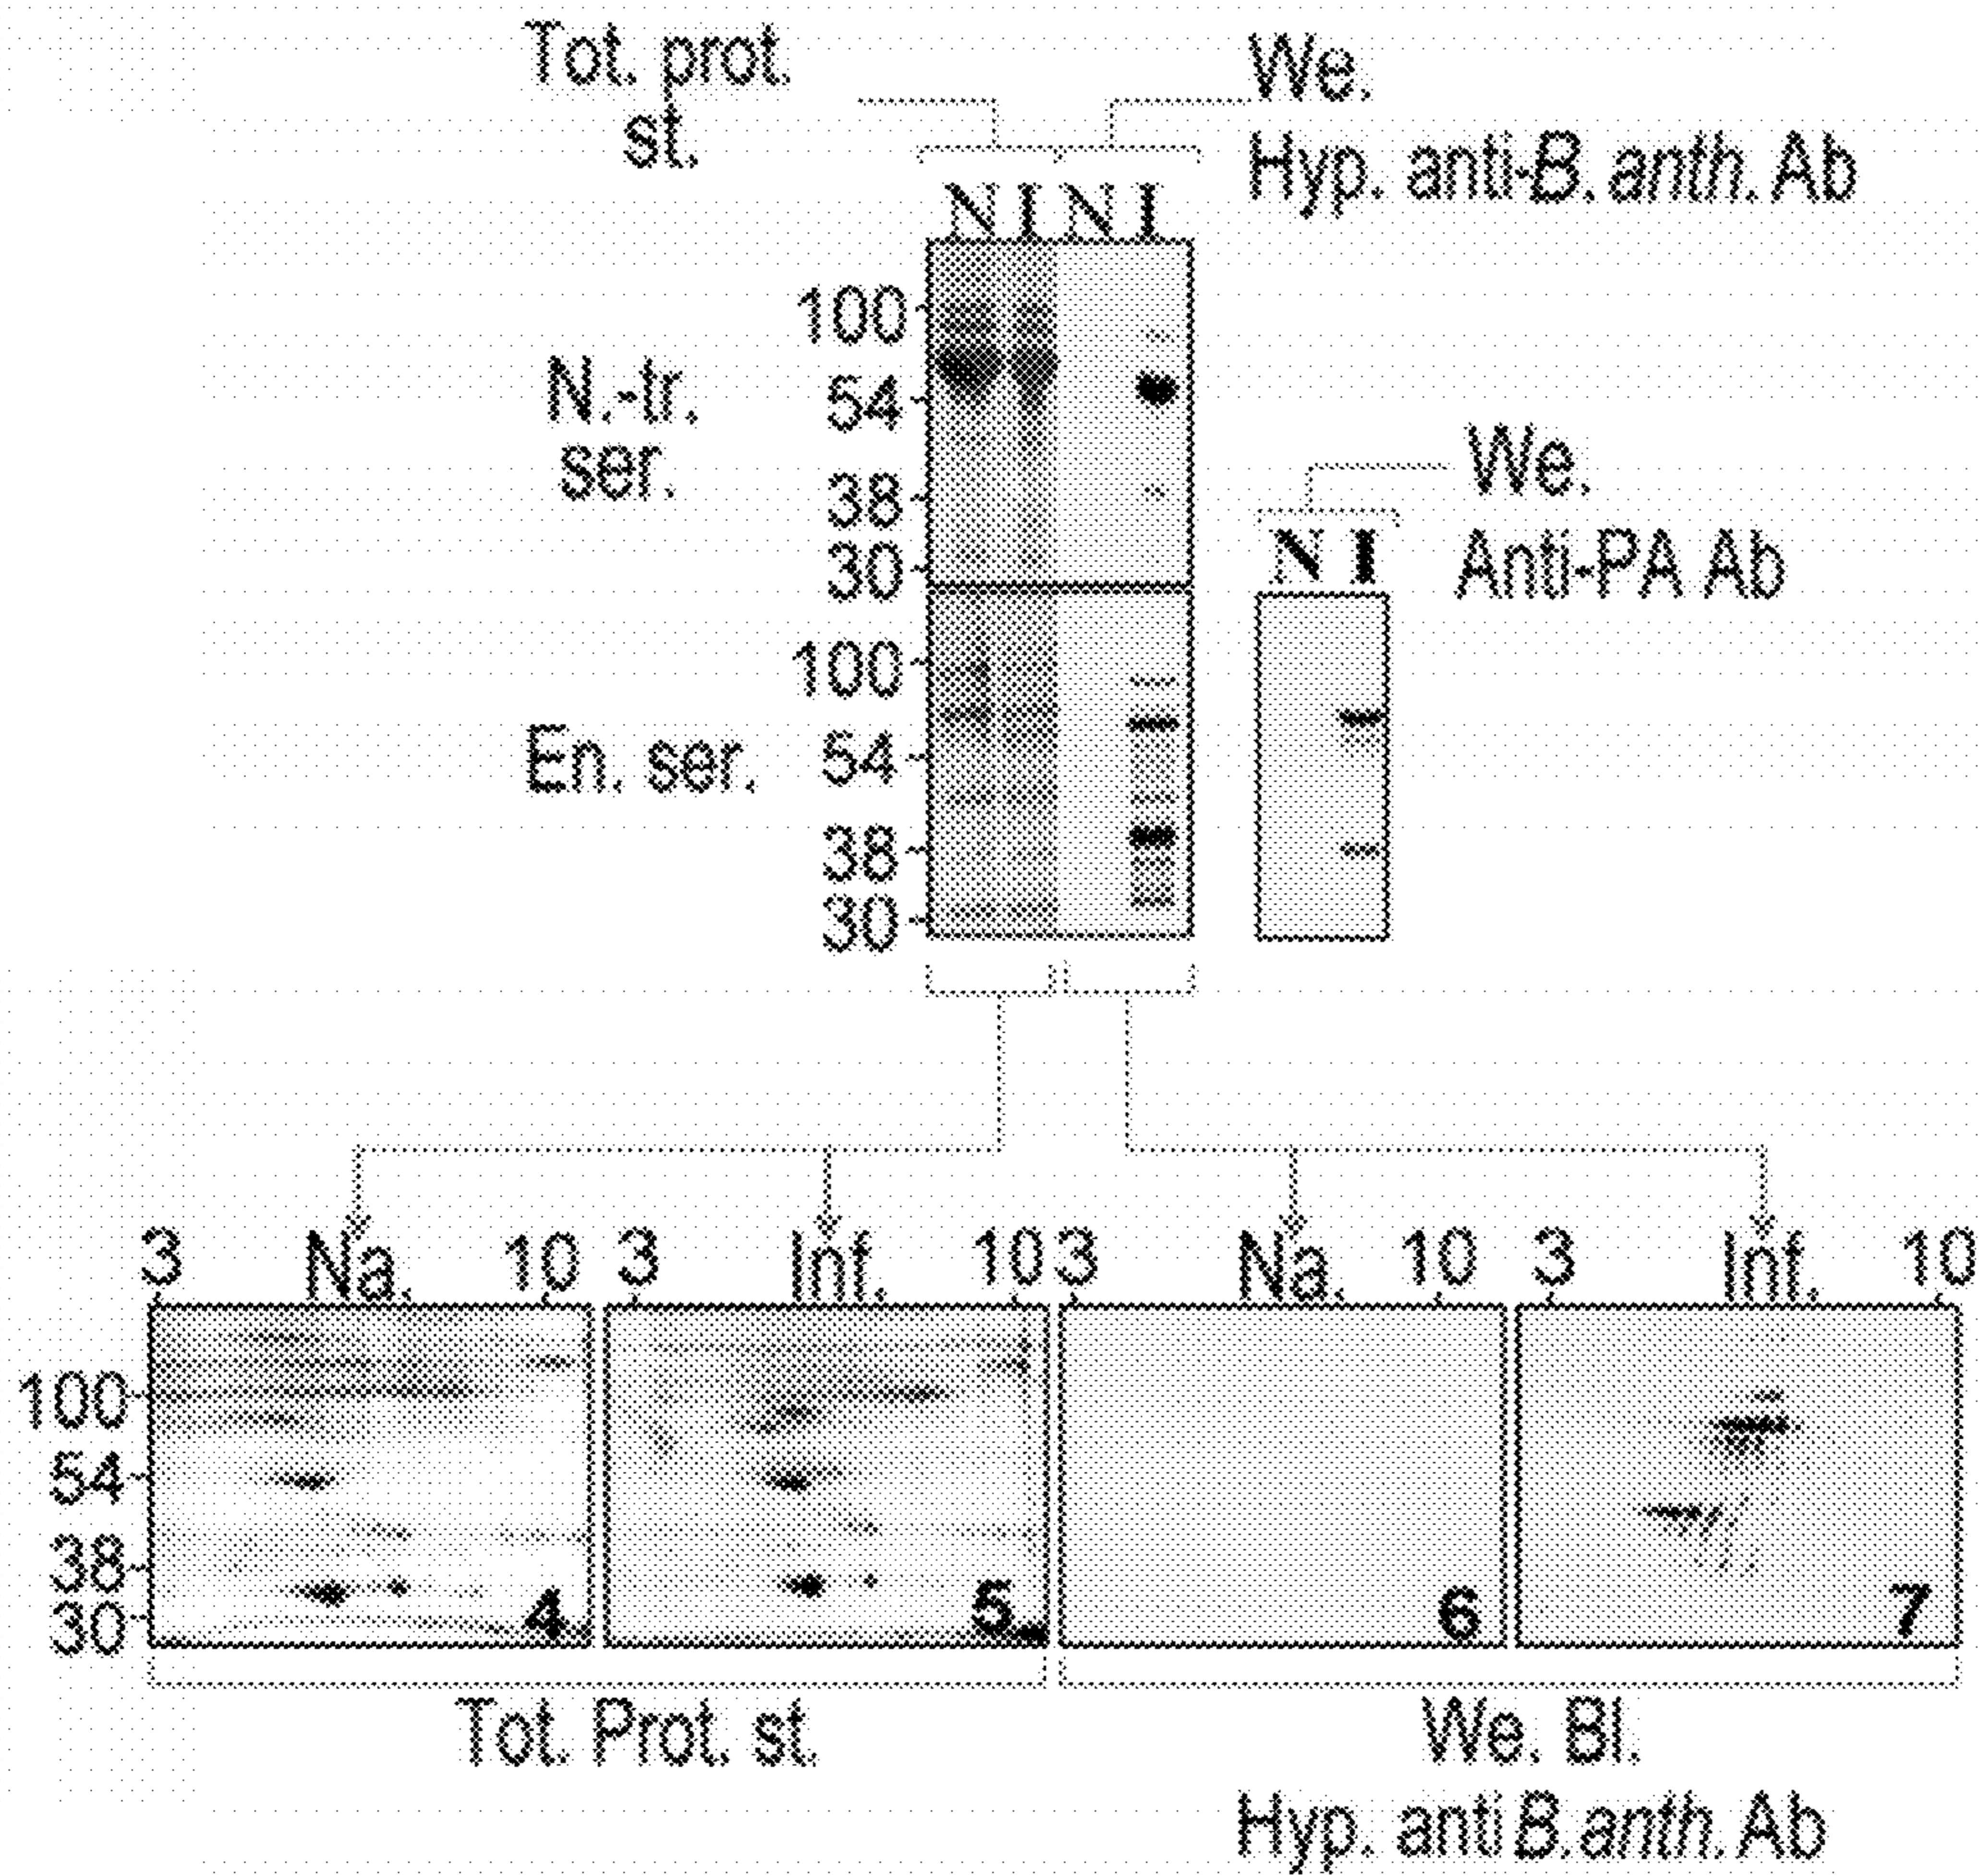 Tot. prot.
st.
We.
Hyp. anti-B. anth. Ab
N I N I
100
54
38
30
N.-tr.
ser.
We.
Anti-PA Ab
N I
100
54
38
30
En. ser.
3 Na. 10 3 Inf. 10 3 Na. 10 3 Inf. 10
100
54
38
30
4 5 6 7
Tot. Prot. st.
We. Bl.
Hyp. anti B.anth. Ab